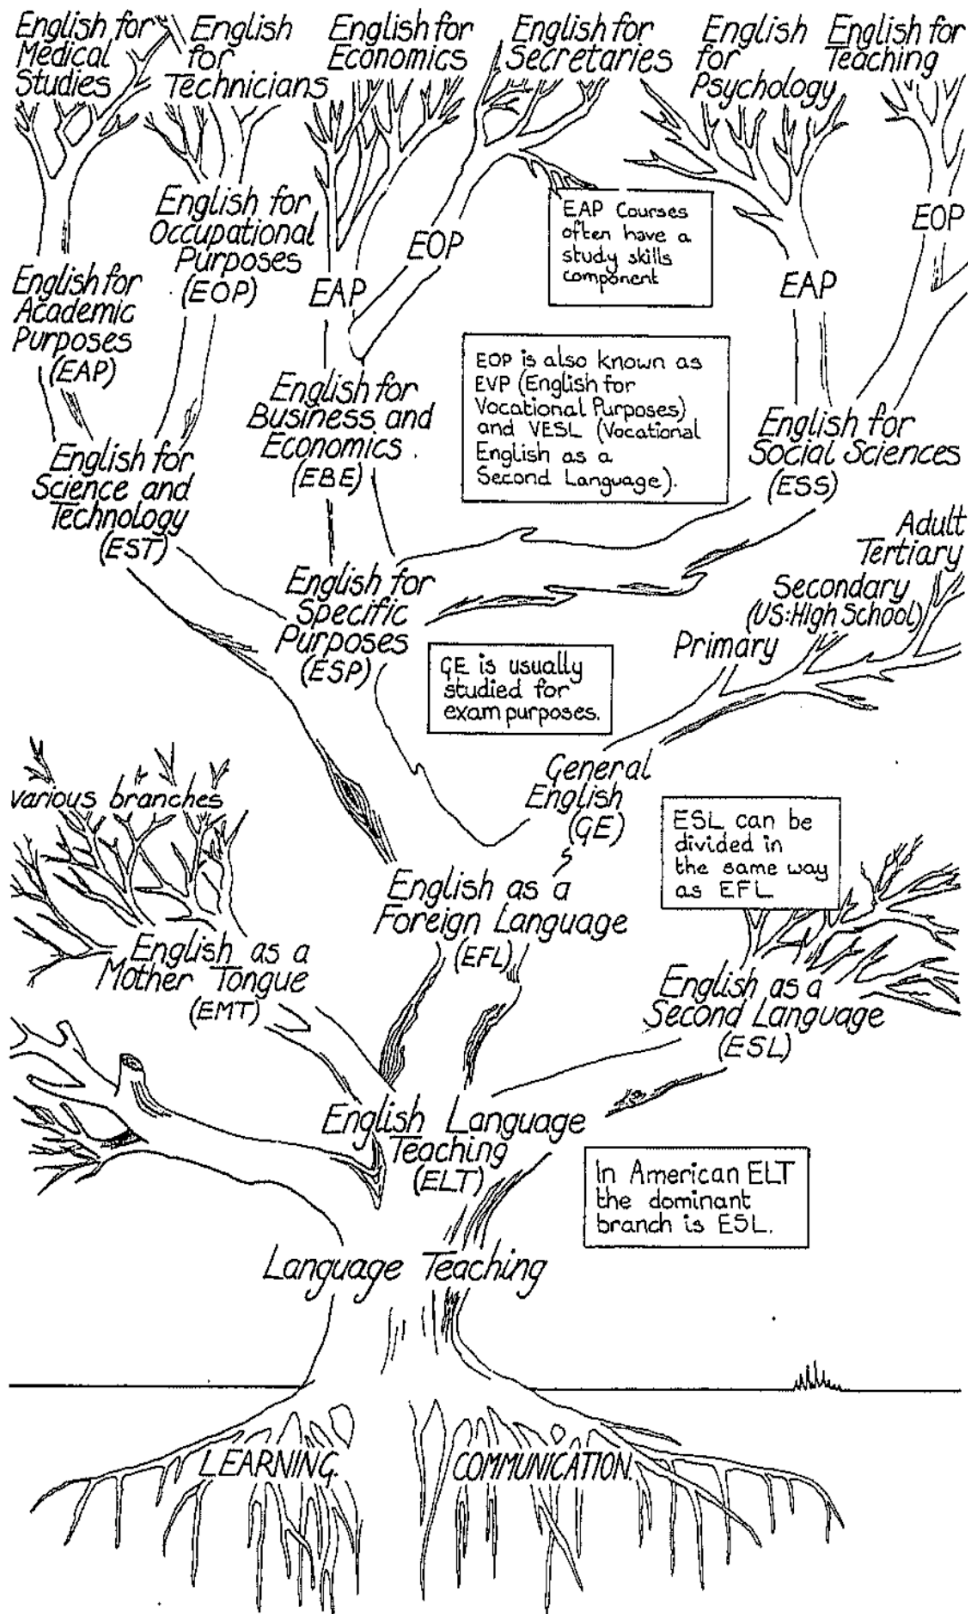 English for
Medical
Studies
English
for
Technicians
English for
Economics
English for
Secretaries
English
for
Psychology
English for
Teaching
English for
Occupational
Purposes
(EOP)
EOP
EAP Courses
often have a
study skills
component
EOP
English for
Academic
Purposes
(EAP)
EAP
EAP
EOP is also known as
EVP (English for
Vocational Purposes)
and VESL (Vocational
English as a
Second Language).
English for
Business and
Economics
(EBE)
English for
Social Sciences
(ESS)
English for
Science and
Technology
(EST)
Adult
Tertiary
Secondary
(US:High School)
Primary
English for
Specific
Purposes
(ESP)
GE is usually
studied for
exam purposes.
General
English
(GE)
various branches
ESL can be
divided in
the same way
as EFL
English as a
Foreign Language
(EFL)
English as a
Mother Tongue
(EMT)
English as a
Second Language
(ESL)
English Language
Teaching
(ELT)
In American ELT
the dominant
branch is ESL.
Language Teaching
LEARNING.
COMMUNICATION.